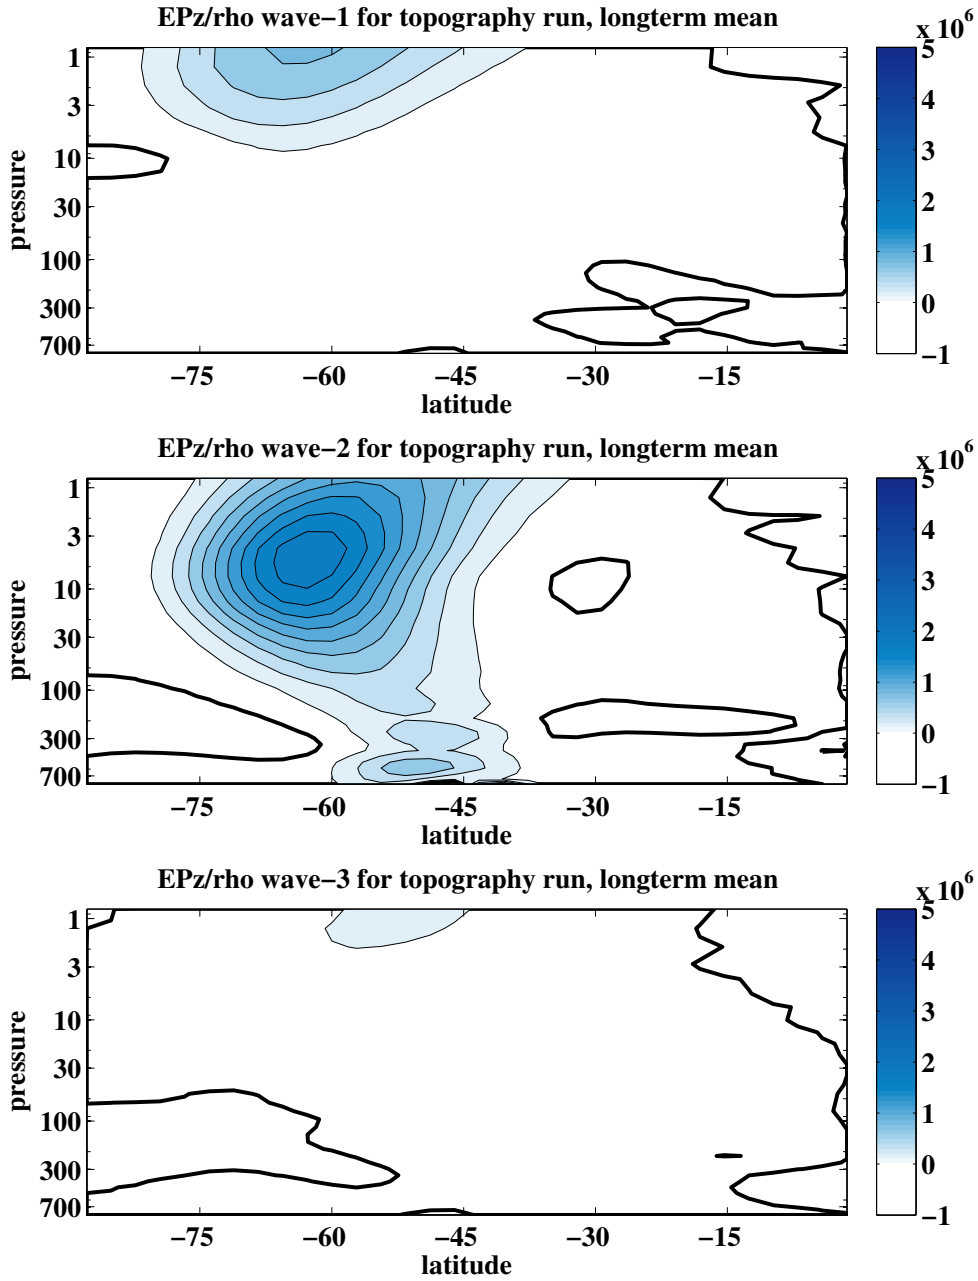 EPz/rho wave−1 for topography run, longterm mean
x 10^6
pressure
1
3
10
30
100
300
700
−75 −60 −45 −30 −15
latitude
5
4
3
2
1
0
−1
EPz/rho wave−2 for topography run, longterm mean
x 10^6
pressure
1
3
10
30
100
300
700
−75 −60 −45 −30 −15
latitude
5
4
3
2
1
0
−1
EPz/rho wave−3 for topography run, longterm mean
x 10^6
pressure
1
3
10
30
100
300
700
−75 −60 −45 −30 −15
latitude
5
4
3
2
1
0
−1